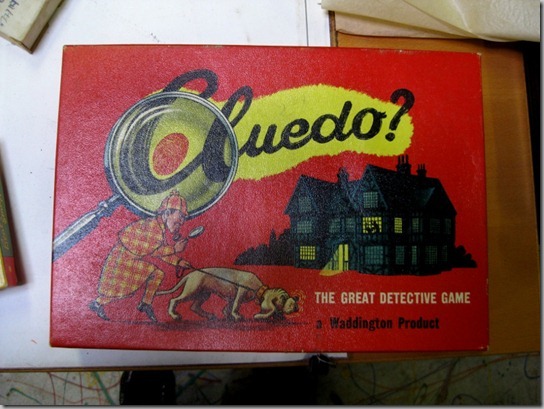 Cluedo?
THE GREAT DETECTIVE GAME
a Waddington Product